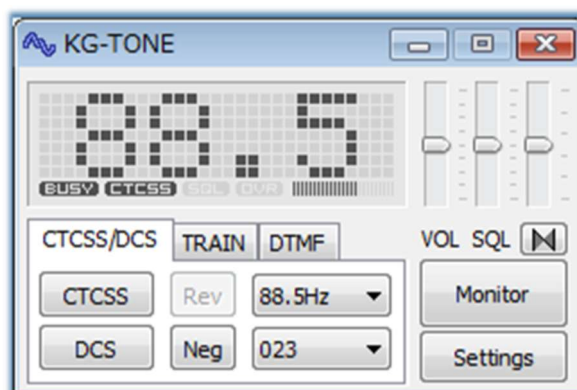 KG-TONE
88.5
BUSY CTCSS SQL OVR
CTCSS/DCS TRAIN DTMF
VOL SQL
CTCSS Rev 88.5Hz Monitor
DCS Neg 023 Settings